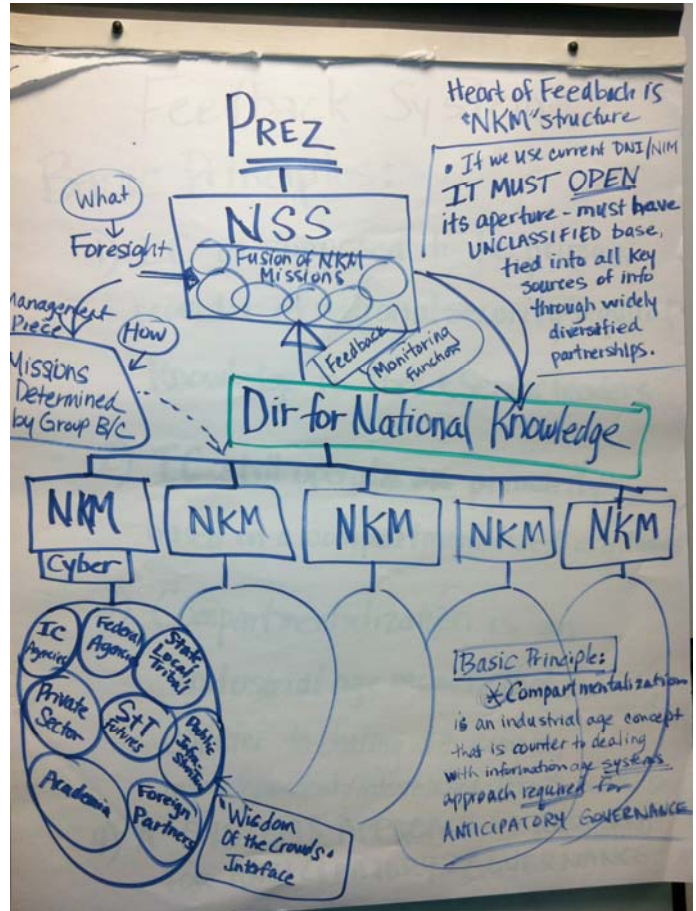 PREZ
Heart of Feedback is
"NKM" structure
• If we use current DNI/NIM
IT MUST OPEN
its aperture - must have
UNCLASSIFIED base,
tied into all key
sources of info
through widely
diversified
partnerships.
What
Foresight
NSS
Fusion of NKM
Missions
Management
Piece
How
Missions
Determined
by Group B/C
Feedback
Monitoring
Function
Dir for National Knowledge
NKM
NKM
NKM
NKM
NKM
Cyber
IC
Agencies
Federal
Agencies
State,
Local,
Tribal
Private
Sector
S+T
Futures
Public
Infra-
Academia
Foreign
Partners
"Wisdom
Of the Crowds"
Interface
Basic Principle:
* Compartmentalization
is an industrial age concept
that is counter to dealing
with information age systems
approach required for
ANTICIPATORY GOVERNANCE
Feedback Sys
Basic Principles: